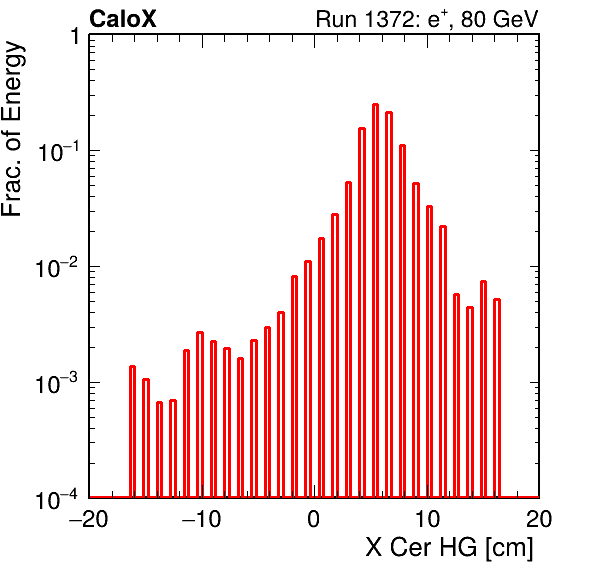 CaloX Run 1372: e⁺, 80 GeV
Frac. of Energy
1
10⁻¹
10⁻²
10⁻³
10⁻⁴
−20 −10 0 10 20
X Cer HG [cm]